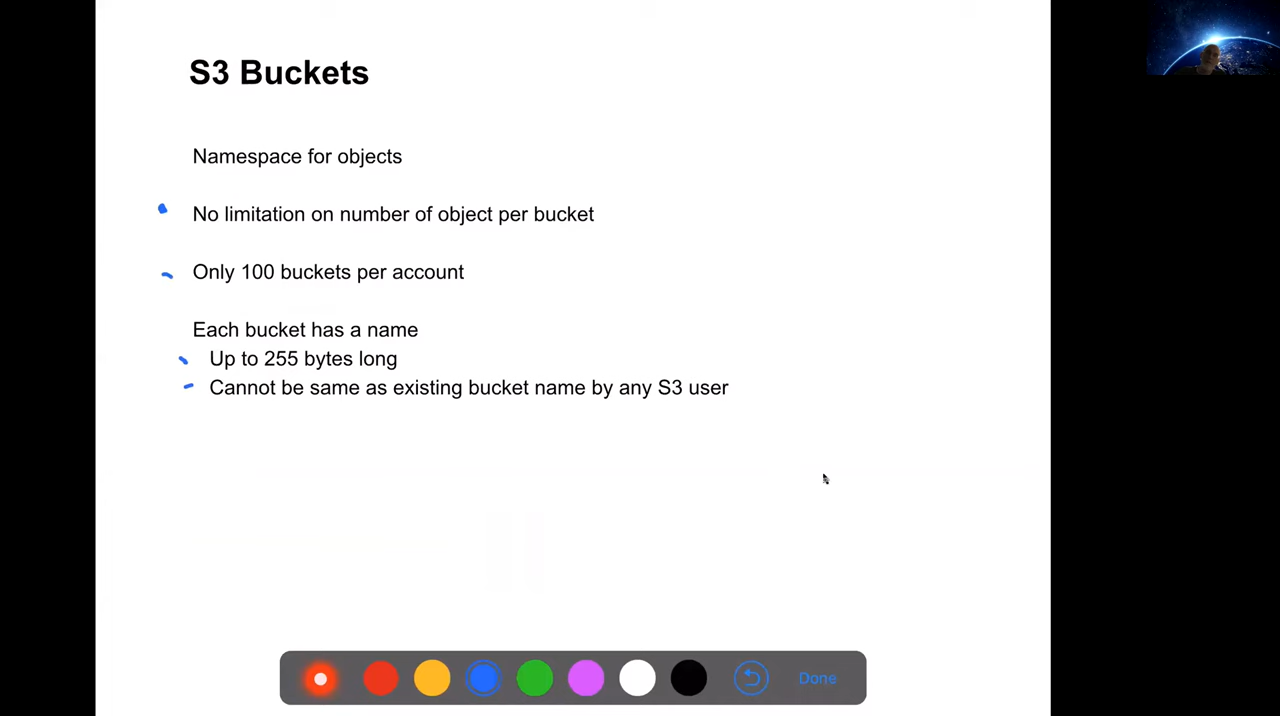 S3 Buckets
Namespace for objects
No limitation on number of object per bucket
Only 100 buckets per account
Each bucket has a name
Up to 255 bytes long
Cannot be same as existing bucket name by any S3 user
Done